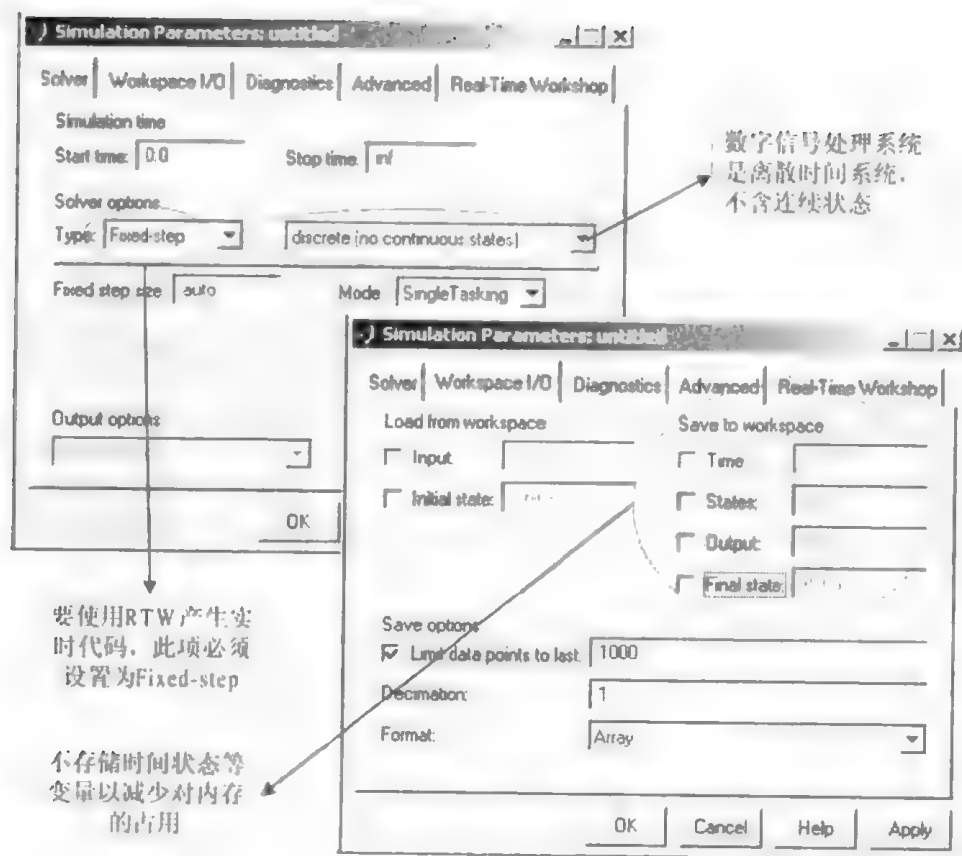 Simulation Parameters: untitled
Solver Workspace I/O Diagnostics Advanced Real-Time Workshop
Simulation time
Start time: 0.0 Stop time: inf
Solver options
Type: Fixed-step discrete (no continuous states)
Fixed step size auto Mode SingleTasking
Output options
OK
数字信号处理系统
是离散时间系统，
不含连续状态
Simulation Parameters: untitled
Solver Workspace I/O Diagnostics Advanced Real-Time Workshop
Load from workspace Save to workspace
Input Time
Initial state: States:
Output:
Final state:
Save options
Limit data points to last: 1000
Decimation: 1
Format: Array
OK Cancel Help Apply
要使用RTW产生实
时代码，此项必须
设置为Fixed-step
不存储时间状态等
变量以减少对内存
的占用